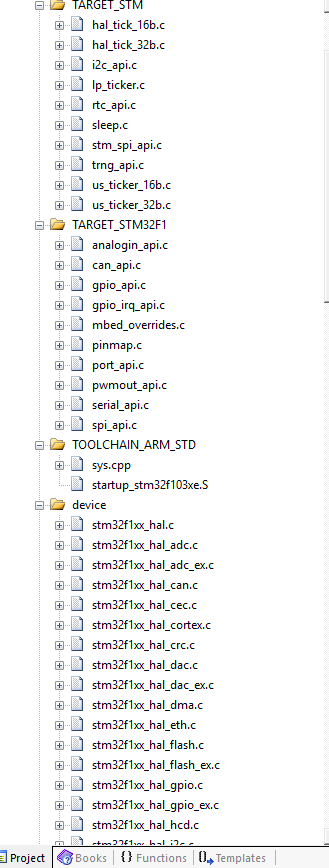 TARGET_STM
hal_tick_16b.c
hal_tick_32b.c
i2c_api.c
lp_ticker.c
rtc_api.c
sleep.c
stm_spi_api.c
trng_api.c
us_ticker_16b.c
us_ticker_32b.c
TARGET_STM32F1
analogin_api.c
can_api.c
gpio_api.c
gpio_irq_api.c
mbed_overrides.c
pinmap.c
port_api.c
pwmout_api.c
serial_api.c
spi_api.c
TOOLCHAIN_ARM_STD
sys.cpp
startup_stm32f103xe.S
device
stm32f1xx_hal.c
stm32f1xx_hal_adc.c
stm32f1xx_hal_adc_ex.c
stm32f1xx_hal_can.c
stm32f1xx_hal_cec.c
stm32f1xx_hal_cortex.c
stm32f1xx_hal_crc.c
stm32f1xx_hal_dac.c
stm32f1xx_hal_dac_ex.c
stm32f1xx_hal_dma.c
stm32f1xx_hal_eth.c
stm32f1xx_hal_flash.c
stm32f1xx_hal_flash_ex.c
stm32f1xx_hal_gpio.c
stm32f1xx_hal_gpio_ex.c
stm32f1xx_hal_hcd.c
stm32f1xx_hal_i2c.c
Project Books {} Functions 0 Templates